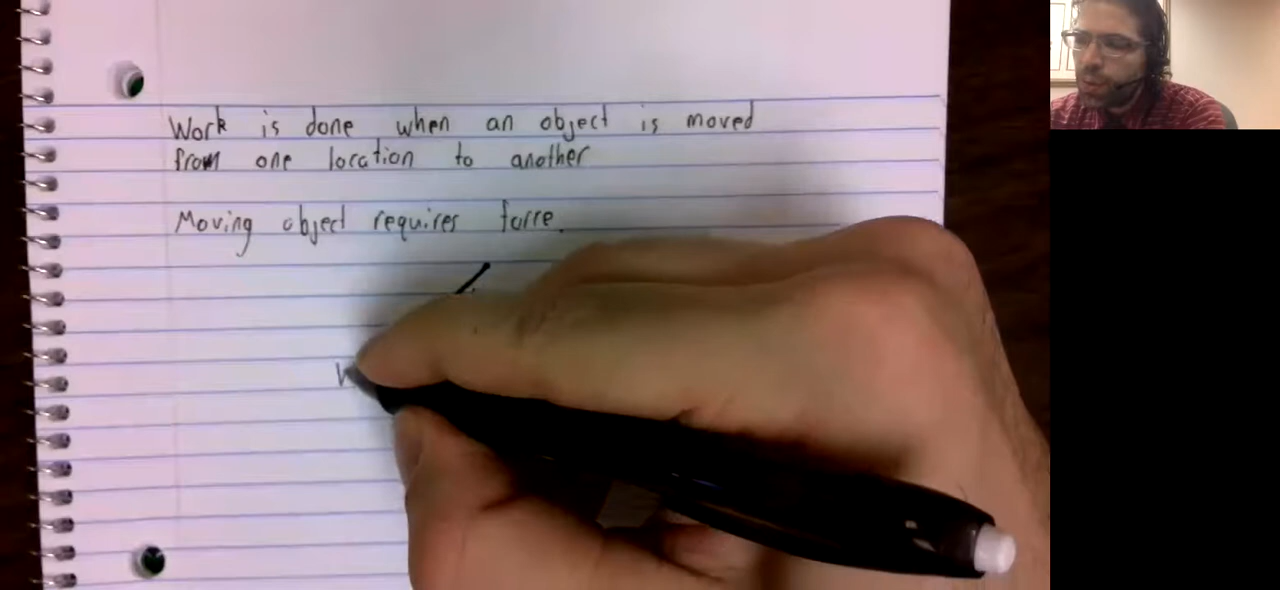 Work is done when an object is moved
from one location to another
Moving object requires force.
W